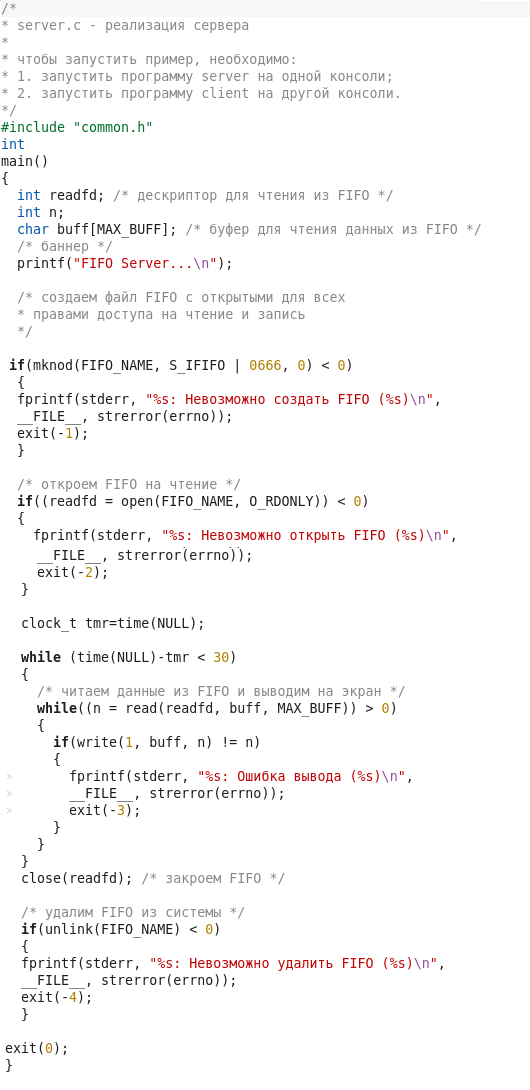 /*
* server.c - реализация сервера
*
* чтобы запустить пример, необходимо:
* 1. запустить программу server на одной консоли;
* 2. запустить программу client на другой консоли.
*/
#include "common.h"
int
main()
{
int readfd; /* дескриптор для чтения из FIFO */
int n;
char buff[MAX_BUFF]; /* буфер для чтения данных из FIFO */
/* баннер */
printf("FIFO Server...\n");
/* создаем файл FIFO с открытыми для всех
* правами доступа на чтение и запись
*/
if(mknod(FIFO_NAME, S_IFIFO | 0666, 0) < 0)
{
fprintf(stderr, "%s: Невозможно создать FIFO (%s)\n",
__FILE__, strerror(errno));
exit(-1);
}
/* откроем FIFO на чтение */
if((readfd = open(FIFO_NAME, O_RDONLY)) < 0)
{
fprintf(stderr, "%s: Невозможно открыть FIFO (%s)\n",
__FILE__, strerror(errno));
exit(-2);
}
clock_t tmr=time(NULL);
while (time(NULL)-tmr < 30)
{
/* читаем данные из FIFO и выводим на экран */
while((n = read(readfd, buff, MAX_BUFF)) > 0)
{
if(write(1, buff, n) != n)
{
» fprintf(stderr, "%s: Ошибка вывода (%s)\n",
» __FILE__, strerror(errno));
» exit(-3);
}
}
}
close(readfd); /* закроем FIFO */
/* удалим FIFO из системы */
if(unlink(FIFO_NAME) < 0)
{
fprintf(stderr, "%s: Невозможно удалить FIFO (%s)\n",
__FILE__, strerror(errno));
exit(-4);
}
exit(0);
}